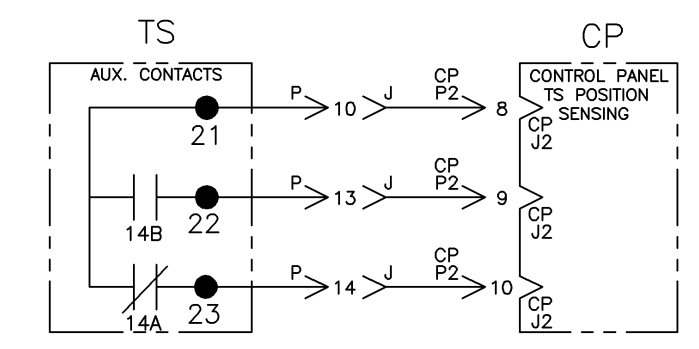 TS
CP
AUX. CONTACTS
CONTROL PANEL
TS POSITION
SENSING
P
10
J
CP
P2
8
CP
J2
21
P
13
J
CP
P2
9
CP
J2
14B
22
P
14
J
CP
P2
10
CP
J2
14A
23